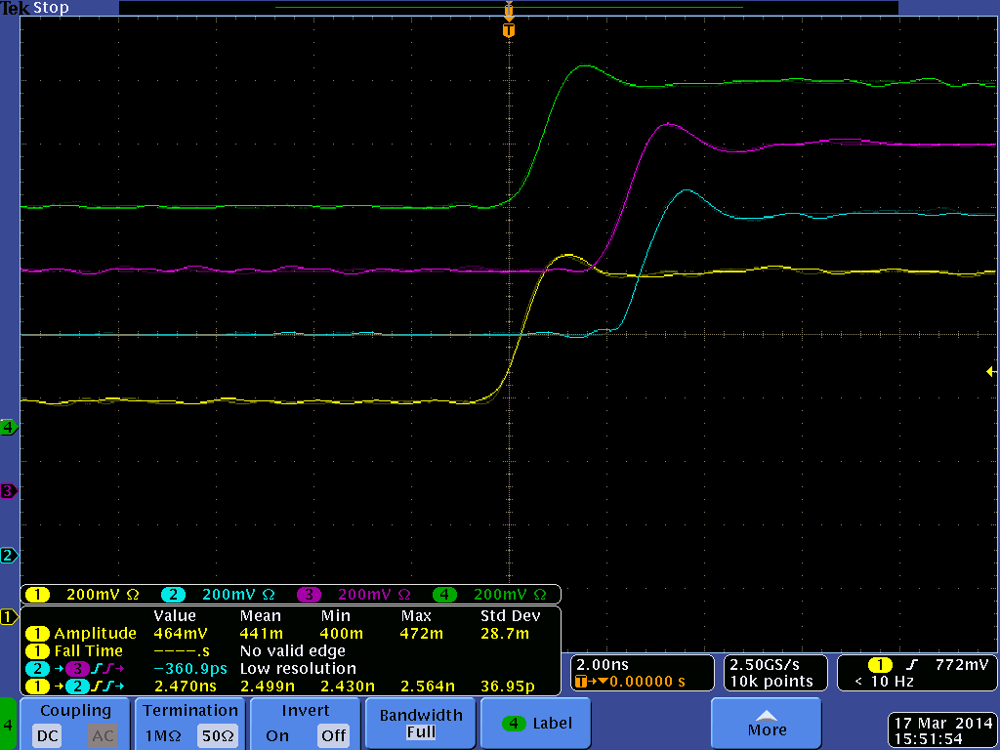 Tek Stop
T
T
4
3
2
1
1 200mV Ω 2 200mV Ω 3 200mV Ω 4 200mV Ω
Value Mean Min Max Std Dev
1 Amplitude 464mV 441m 400m 472m 28.7m
1 Fall Time ----.s No valid edge
2 → 3 −360.9ps Low resolution
1 → 2 2.470ns 2.499n 2.430n 2.564n 36.95p
2.00ns
T→▼0.00000 s
2.50GS/s
10k points
1 772mV
< 10 Hz
4
Coupling
DC AC
Termination
1MΩ 50Ω
Invert
On Off
Bandwidth
Full
4 Label
More
17 Mar 2014
15:51:54